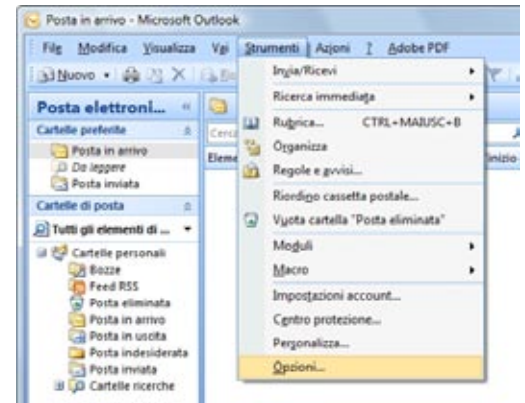 Posta in arrivo - Microsoft Outlook
File Modifica Visualizza Vai Strumenti Azioni ? Adobe PDF
Nuovo
Invia/Ricevi
Ricerca immediata
Rubrica... CTRL+MAIUSC+B
Organizza
Regole e avvisi...
Riordino cassetta postale...
Vuota cartella "Posta eliminata"
Moduli
Macro
Impostazioni account...
Centro protezione...
Personalizza...
Opzioni...
Posta elettroni... «
Cartelle preferite
Posta in arrivo
Da leggere
Posta inviata
Cartelle di posta
Tutti gli elementi di ...
Cartelle personali
Bozze
Feed RSS
Posta eliminata
Posta in arrivo
Posta in uscita
Posta indesiderata
Posta inviata
Cartelle ricerche
Cerca
Eleme
inizio